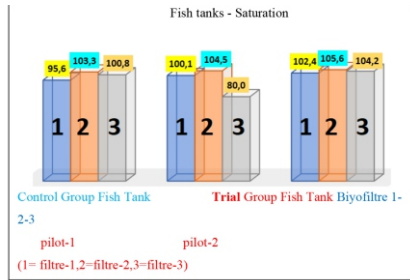 Fish tanks - Saturation
95,6 103,3 100,8 100,1 104,5 80,0 102,4 105,6 104,2
1 2 3 1 2 3 1 2 3
Control Group Fish Tank Trial Group Fish Tank Biyofiltre 1-
2-3
pilot-1 pilot-2
(1= filtre-1,2=filtre-2,3=filtre-3)